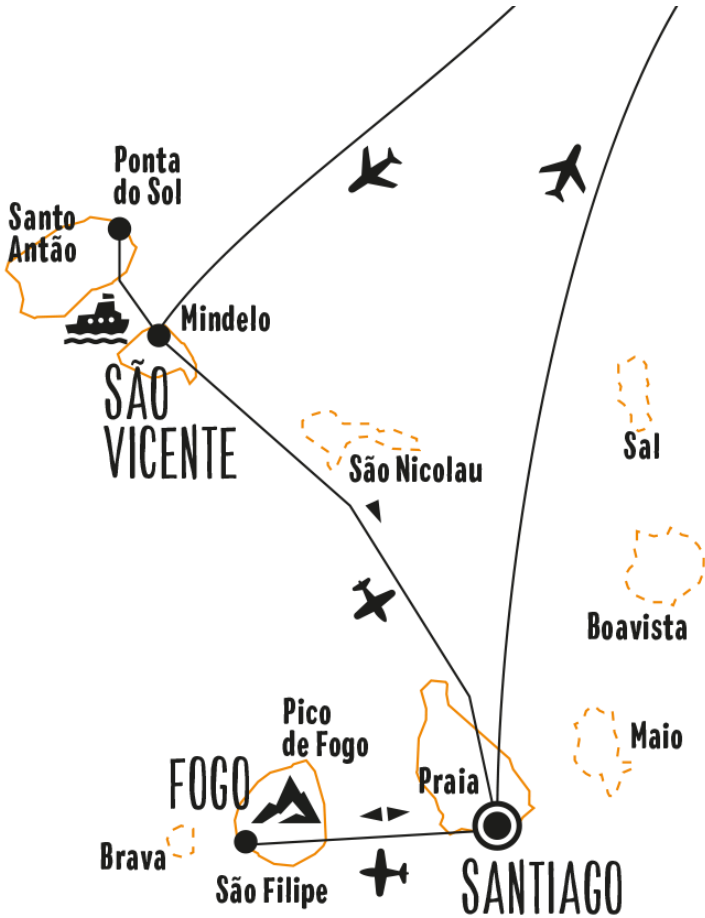 Ponta
do Sol
Santo
Antão
Mindelo
SÃO
VICENTE
Sal
São Nicolau
Boavista
Pico
de Fogo
Maio
FOGO
Praia
Brava
São Filipe
SANTIAGO